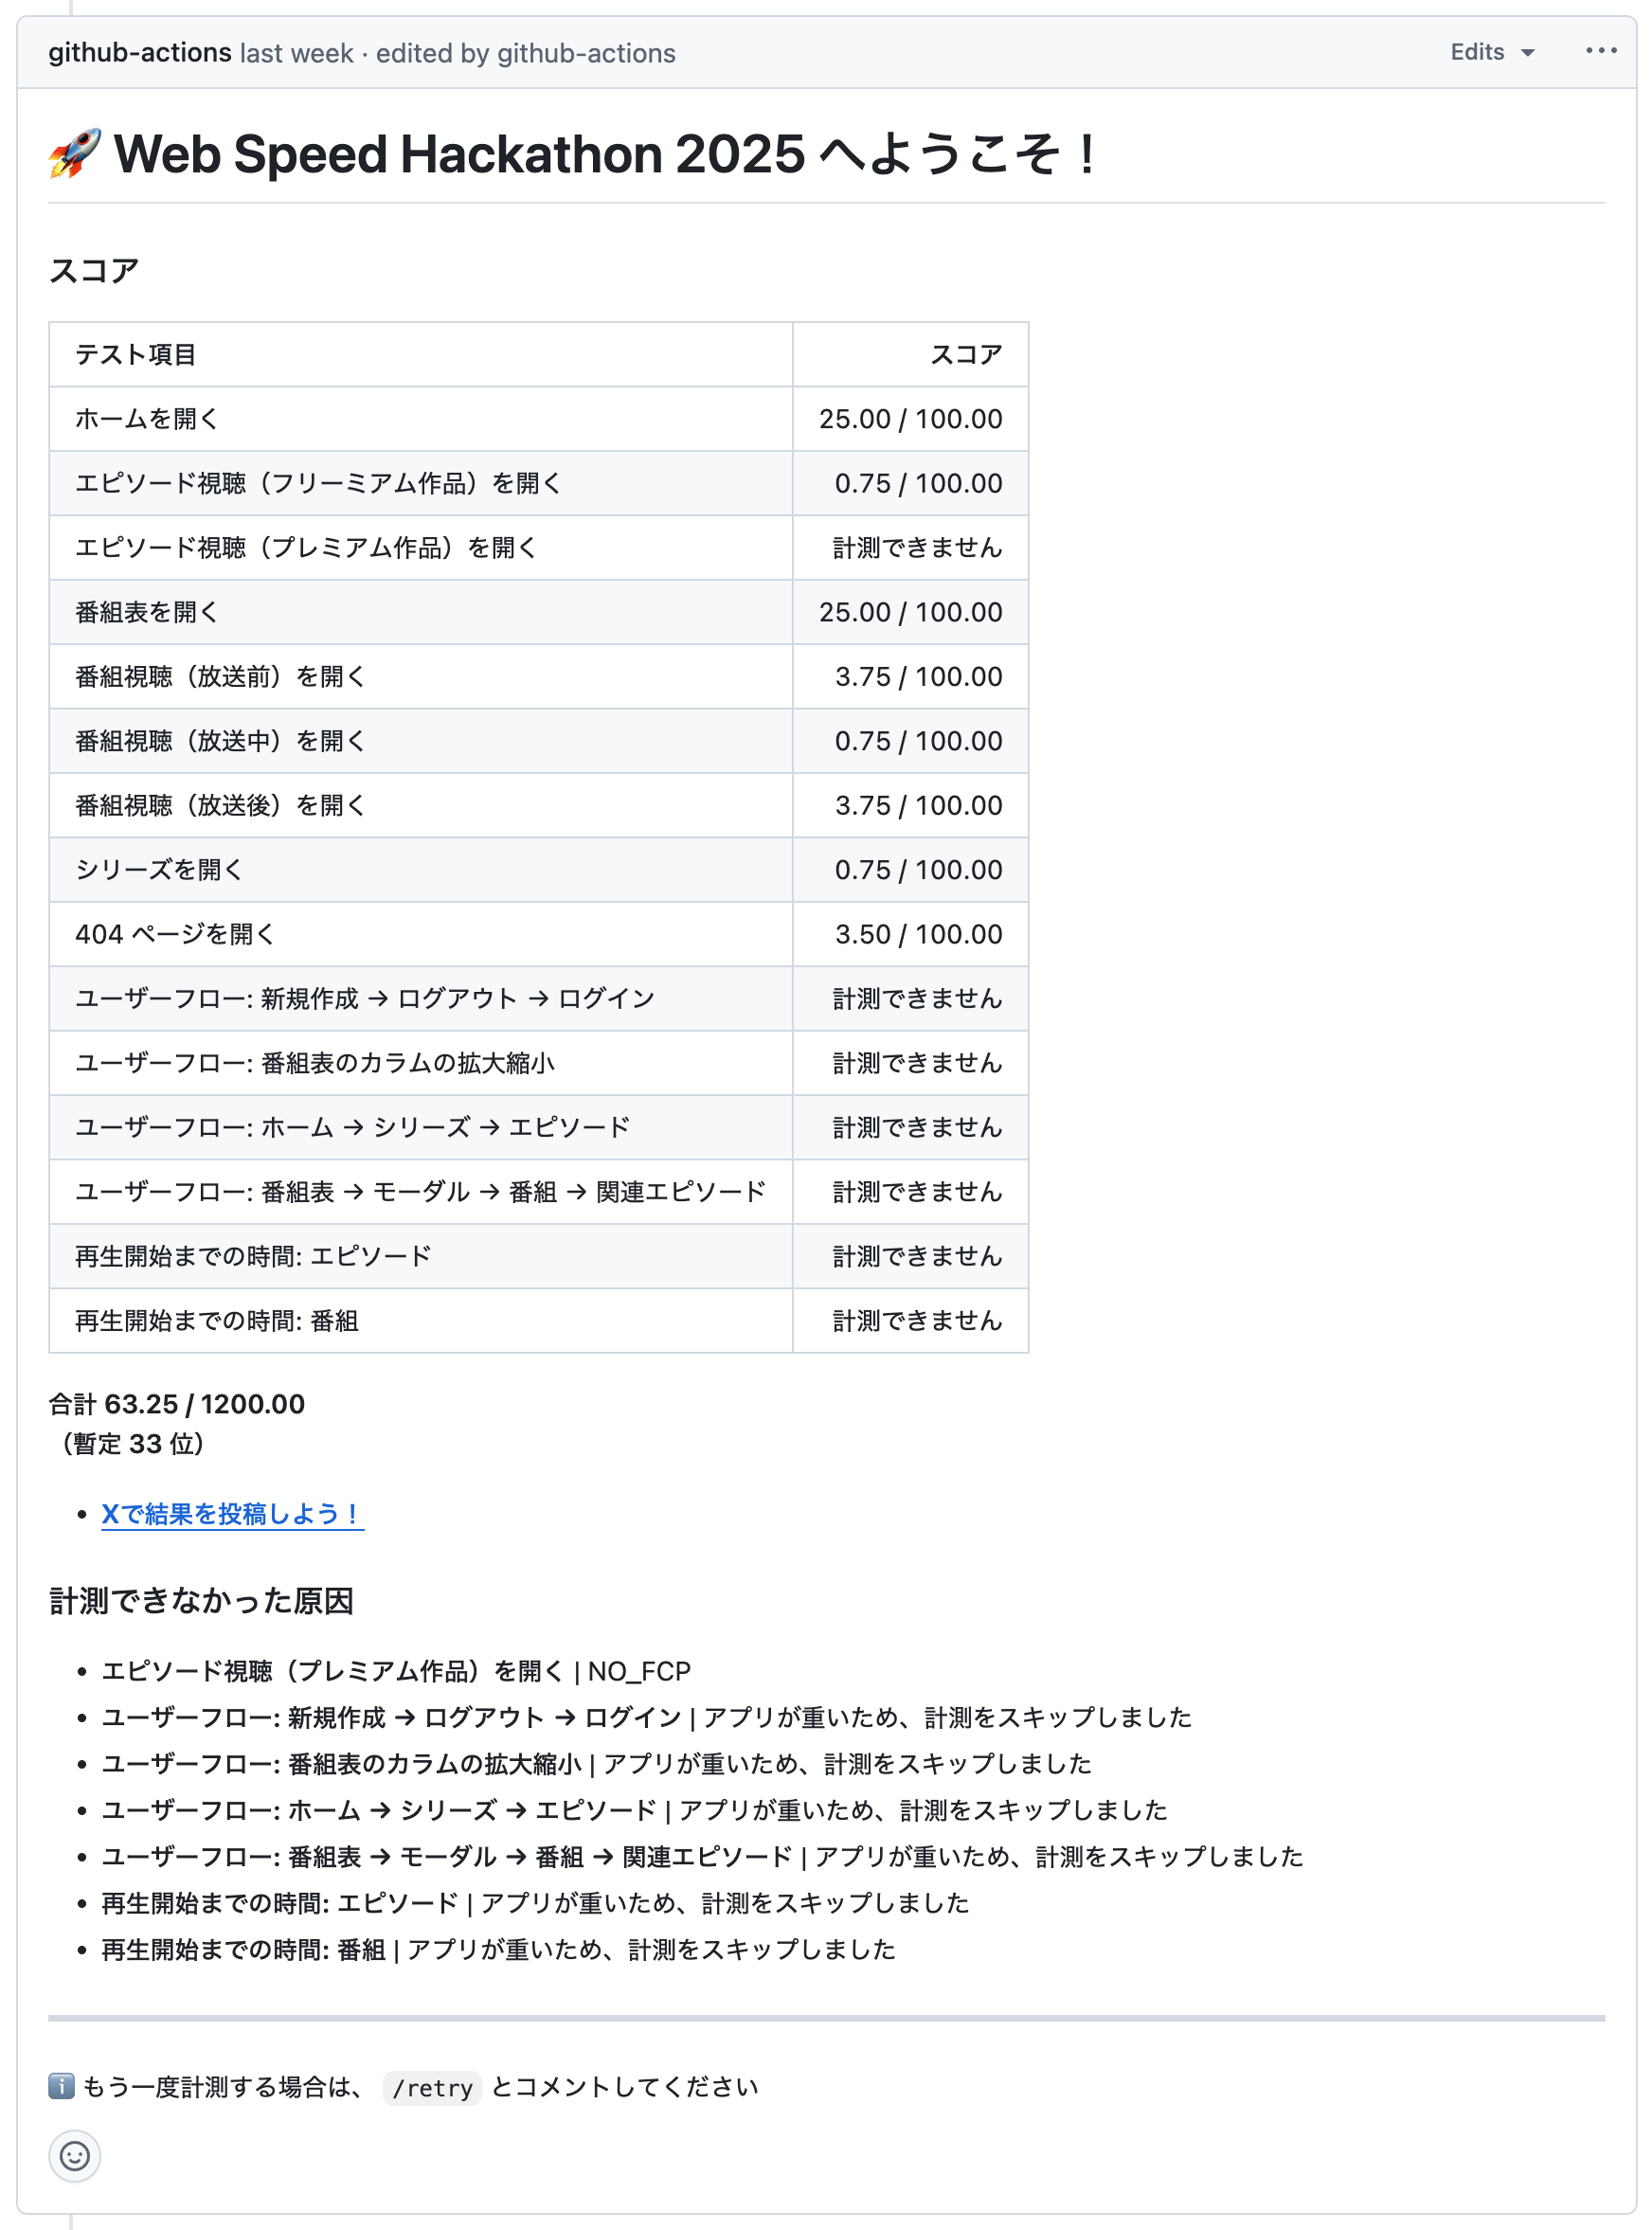 github-actions last week · edited by github-actions Edits
🚀 Web Speed Hackathon 2025 へようこそ！
スコア
テスト項目 スコア
ホームを開く 25.00 / 100.00
エピソード視聴（フリーミアム作品）を開く 0.75 / 100.00
エピソード視聴（プレミアム作品）を開く 計測できません
番組表を開く 25.00 / 100.00
番組視聴（放送前）を開く 3.75 / 100.00
番組視聴（放送中）を開く 0.75 / 100.00
番組視聴（放送後）を開く 3.75 / 100.00
シリーズを開く 0.75 / 100.00
404 ページを開く 3.50 / 100.00
ユーザーフロー: 新規作成 → ログアウト → ログイン 計測できません
ユーザーフロー: 番組表のカラムの拡大縮小 計測できません
ユーザーフロー: ホーム → シリーズ → エピソード 計測できません
ユーザーフロー: 番組表 → モーダル → 番組 → 関連エピソード 計測できません
再生開始までの時間: エピソード 計測できません
再生開始までの時間: 番組 計測できません
合計 63.25 / 1200.00
（暫定 33 位）
• Xで結果を投稿しよう！
計測できなかった原因
• エピソード視聴（プレミアム作品）を開く | NO_FCP
• ユーザーフロー: 新規作成 → ログアウト → ログイン | アプリが重いため、計測をスキップしました
• ユーザーフロー: 番組表のカラムの拡大縮小 | アプリが重いため、計測をスキップしました
• ユーザーフロー: ホーム → シリーズ → エピソード | アプリが重いため、計測をスキップしました
• ユーザーフロー: 番組表 → モーダル → 番組 → 関連エピソード | アプリが重いため、計測をスキップしました
• 再生開始までの時間: エピソード | アプリが重いため、計測をスキップしました
• 再生開始までの時間: 番組 | アプリが重いため、計測をスキップしました
ℹ️ もう一度計測する場合は、 /retry とコメントしてください